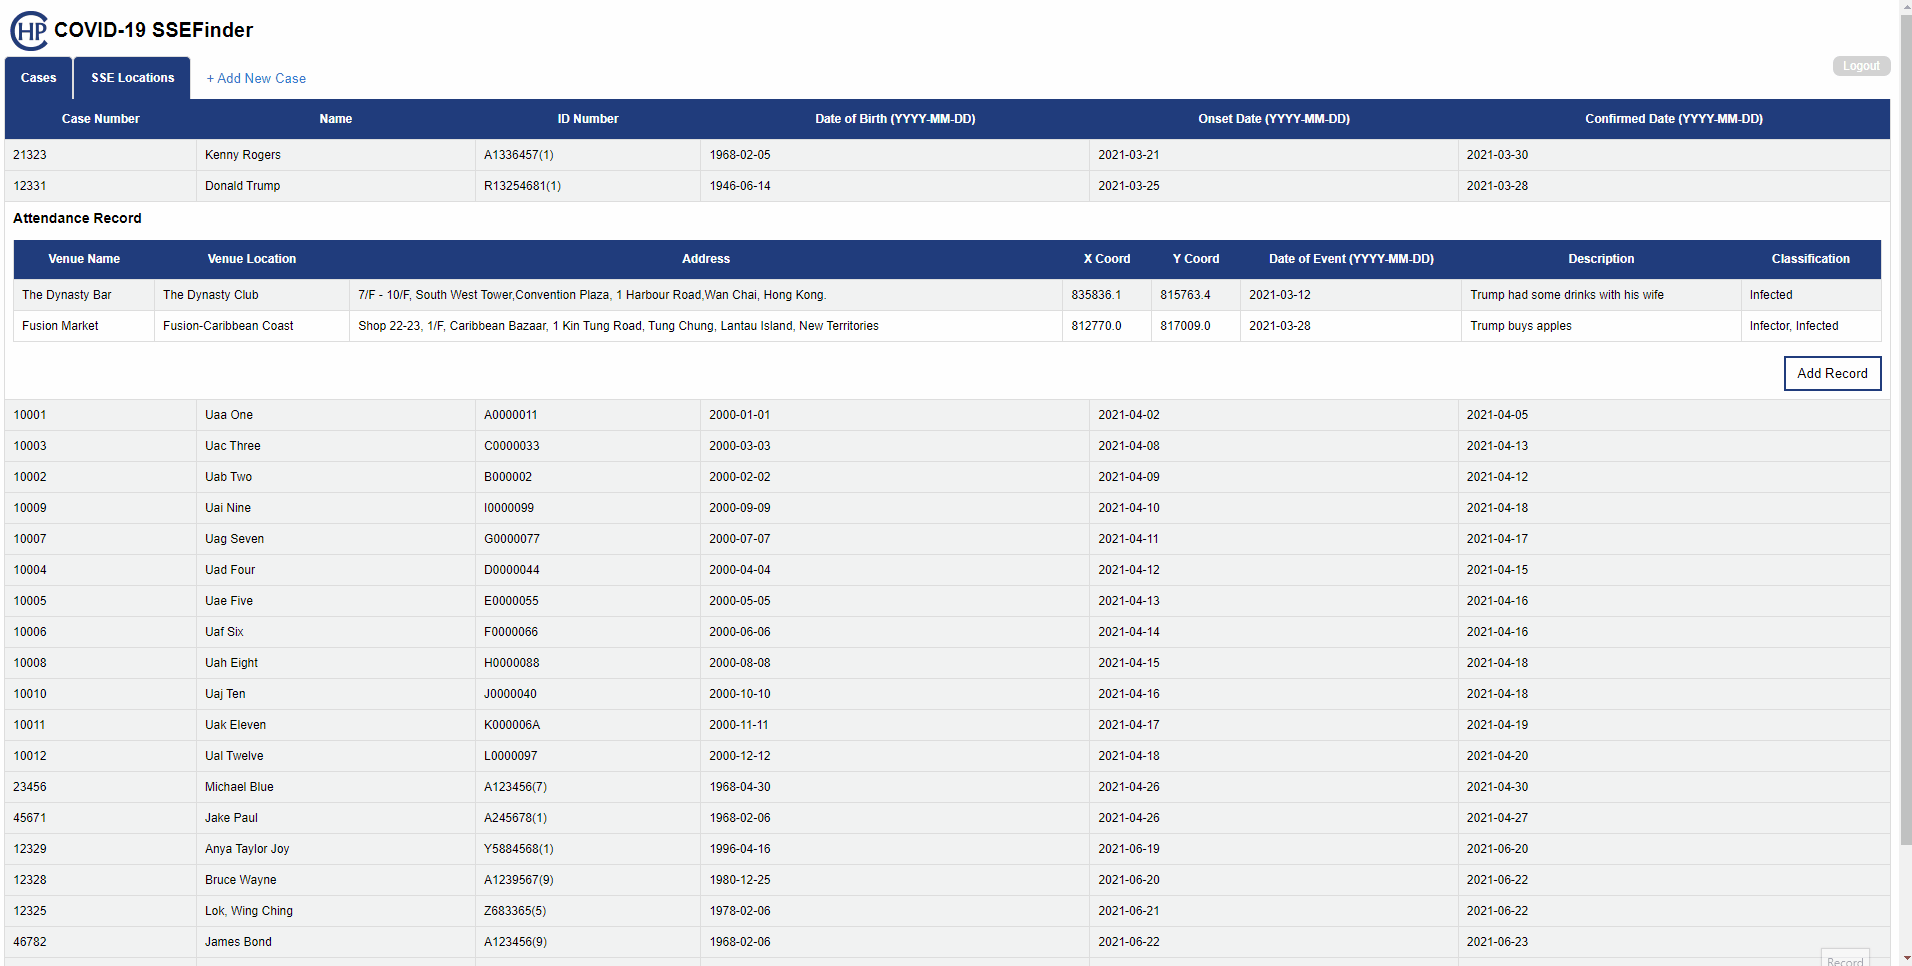 CHP COVID-19 SSEFinder
Cases SSE Locations + Add New Case Logout
Case Number Name ID Number Date of Birth (YYYY-MM-DD) Onset Date (YYYY-MM-DD) Confirmed Date (YYYY-MM-DD)
21323 Kenny Rogers A1336457(1) 1968-02-05 2021-03-21 2021-03-30
12331 Donald Trump R13254681(1) 1946-06-14 2021-03-25 2021-03-28
Attendance Record
Venue Name Venue Location Address X Coord Y Coord Date of Event (YYYY-MM-DD) Description Classification
The Dynasty Bar The Dynasty Club 7/F - 10/F, South West Tower,Convention Plaza, 1 Harbour Road,Wan Chai, Hong Kong. 835836.1 815763.4 2021-03-12 Trump had some drinks with his wife Infected
Fusion Market Fusion-Caribbean Coast Shop 22-23, 1/F, Caribbean Bazaar, 1 Kin Tung Road, Tung Chung, Lantau Island, New Territories 812770.0 817009.0 2021-03-28 Trump buys apples Infector, Infected
Add Record
10001 Uaa One A0000011 2000-01-01 2021-04-02 2021-04-05
10003 Uac Three C0000033 2000-03-03 2021-04-08 2021-04-13
10002 Uab Two B000002 2000-02-02 2021-04-09 2021-04-12
10009 Uai Nine I0000099 2000-09-09 2021-04-10 2021-04-18
10007 Uag Seven G0000077 2000-07-07 2021-04-11 2021-04-17
10004 Uad Four D0000044 2000-04-04 2021-04-12 2021-04-15
10005 Uae Five E0000055 2000-05-05 2021-04-13 2021-04-16
10006 Uaf Six F0000066 2000-06-06 2021-04-14 2021-04-16
10008 Uah Eight H0000088 2000-08-08 2021-04-15 2021-04-18
10010 Uaj Ten J0000040 2000-10-10 2021-04-16 2021-04-18
10011 Uak Eleven K000006A 2000-11-11 2021-04-17 2021-04-19
10012 Ual Twelve L0000097 2000-12-12 2021-04-18 2021-04-20
23456 Michael Blue A123456(7) 1968-04-30 2021-04-26 2021-04-30
45671 Jake Paul A245678(1) 1968-02-06 2021-04-26 2021-04-27
12329 Anya Taylor Joy Y5884568(1) 1996-04-16 2021-06-19 2021-06-20
12328 Bruce Wayne A1239567(9) 1980-12-25 2021-06-20 2021-06-22
12325 Lok, Wing Ching Z683365(5) 1978-02-06 2021-06-21 2021-06-22
46782 James Bond A123456(9) 1968-02-06 2021-06-22 2021-06-23
Record